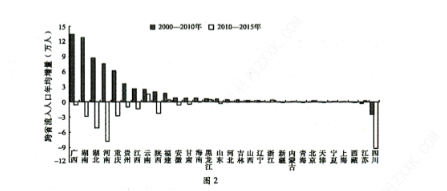 ■ 2000—2010年 □ 2010—2015年
跨省流入人口年均增量（万人）
15
12
9
6
3
0
-3
-6
-9
-12
广西 湖南 湖北 河南 重庆 贵州 江西 云南 陕西 福建 安徽 甘肃 海南 黑龙江 山东 河北 吉林 山西 辽宁 浙江 新疆 内蒙古 青海 北京 天津 宁夏 上海 西藏 江苏 四川
图 2